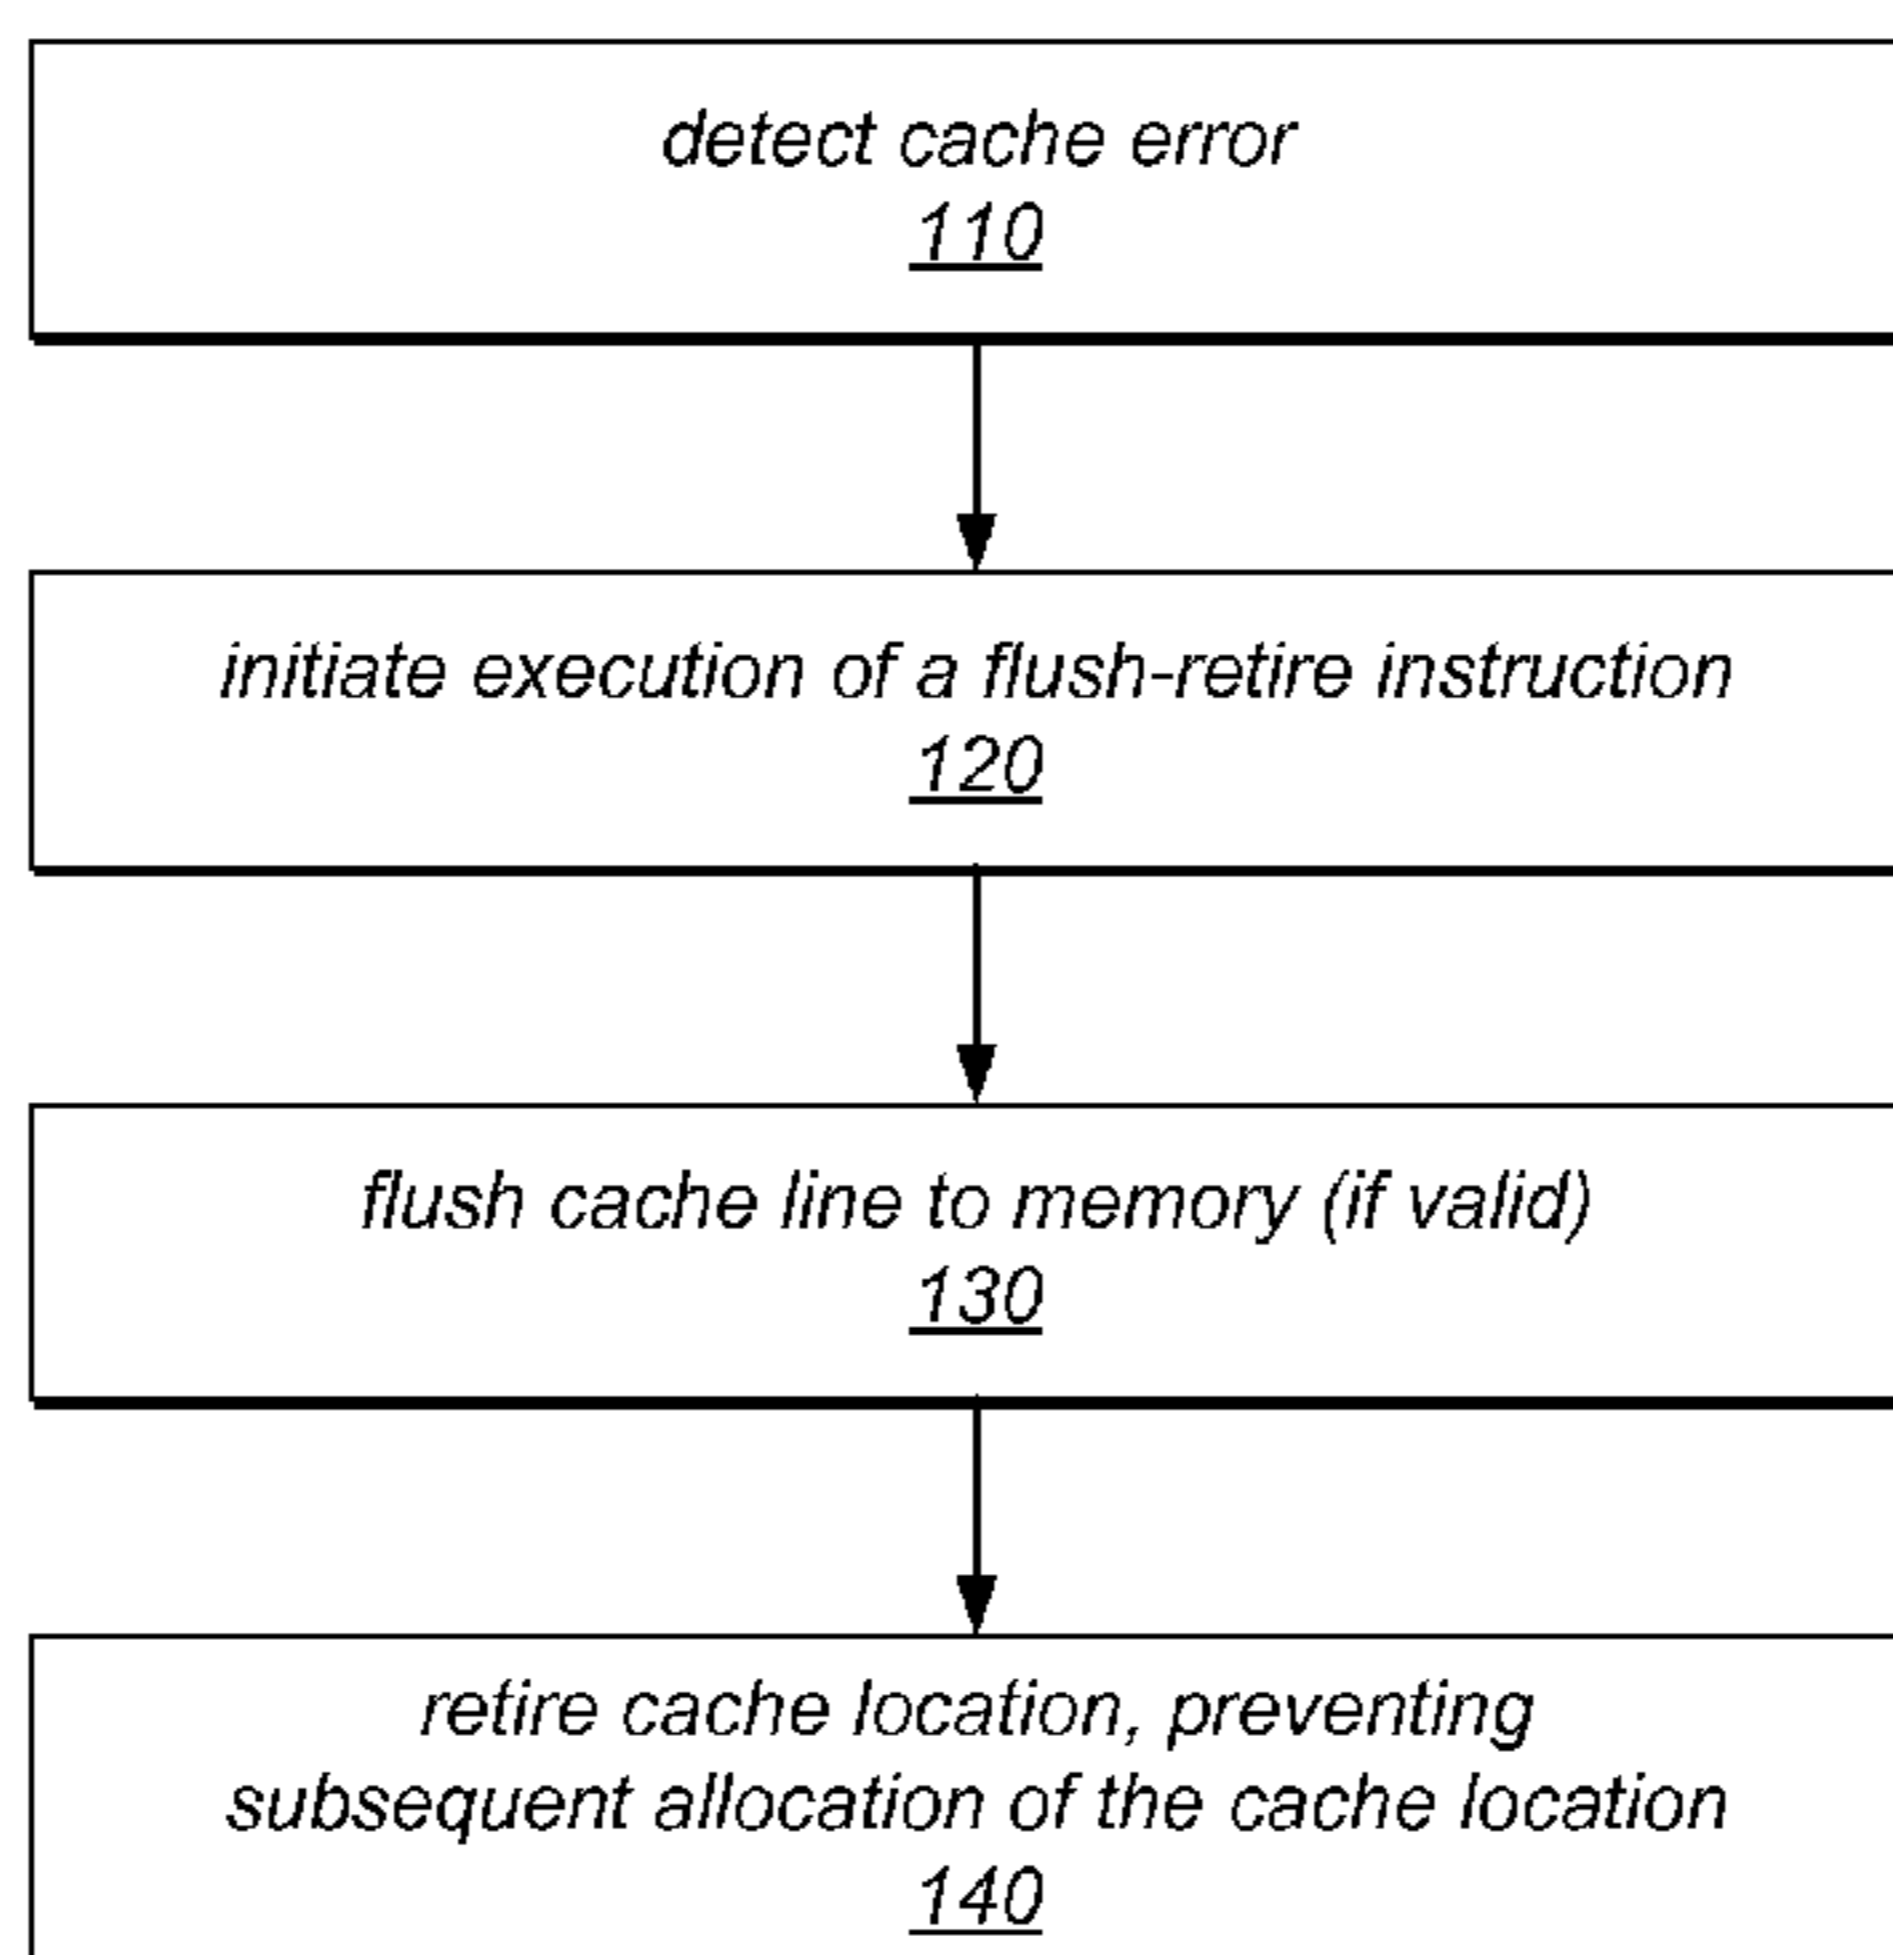 detect cache error
110
initiate execution of a flush-retire instruction
120
flush cache line to memory (if valid)
130
retire cache location, preventing
subsequent allocation of the cache location
140